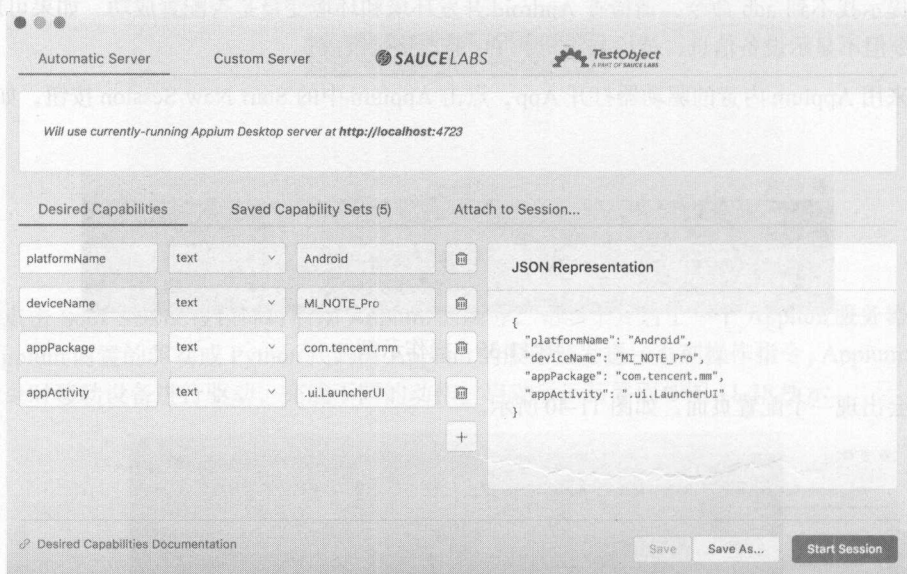 Automatic Server
Custom Server
SAUCELABS
TestObject
A PART OF SAUCE LABS
Will use currently-running Appium Desktop server at http://localhost:4723
Desired Capabilities
Saved Capability Sets (5)
Attach to Session...
platformName text Android
deviceName text MI_NOTE_Pro
appPackage text com.tencent.mm
appActivity text .ui.LauncherUI
+
JSON Representation
{
"platformName": "Android",
"deviceName": "MI_NOTE_Pro",
"appPackage": "com.tencent.mm",
"appActivity": ".ui.LauncherUI"
}
Desired Capabilities Documentation
Save
Save As...
Start Session